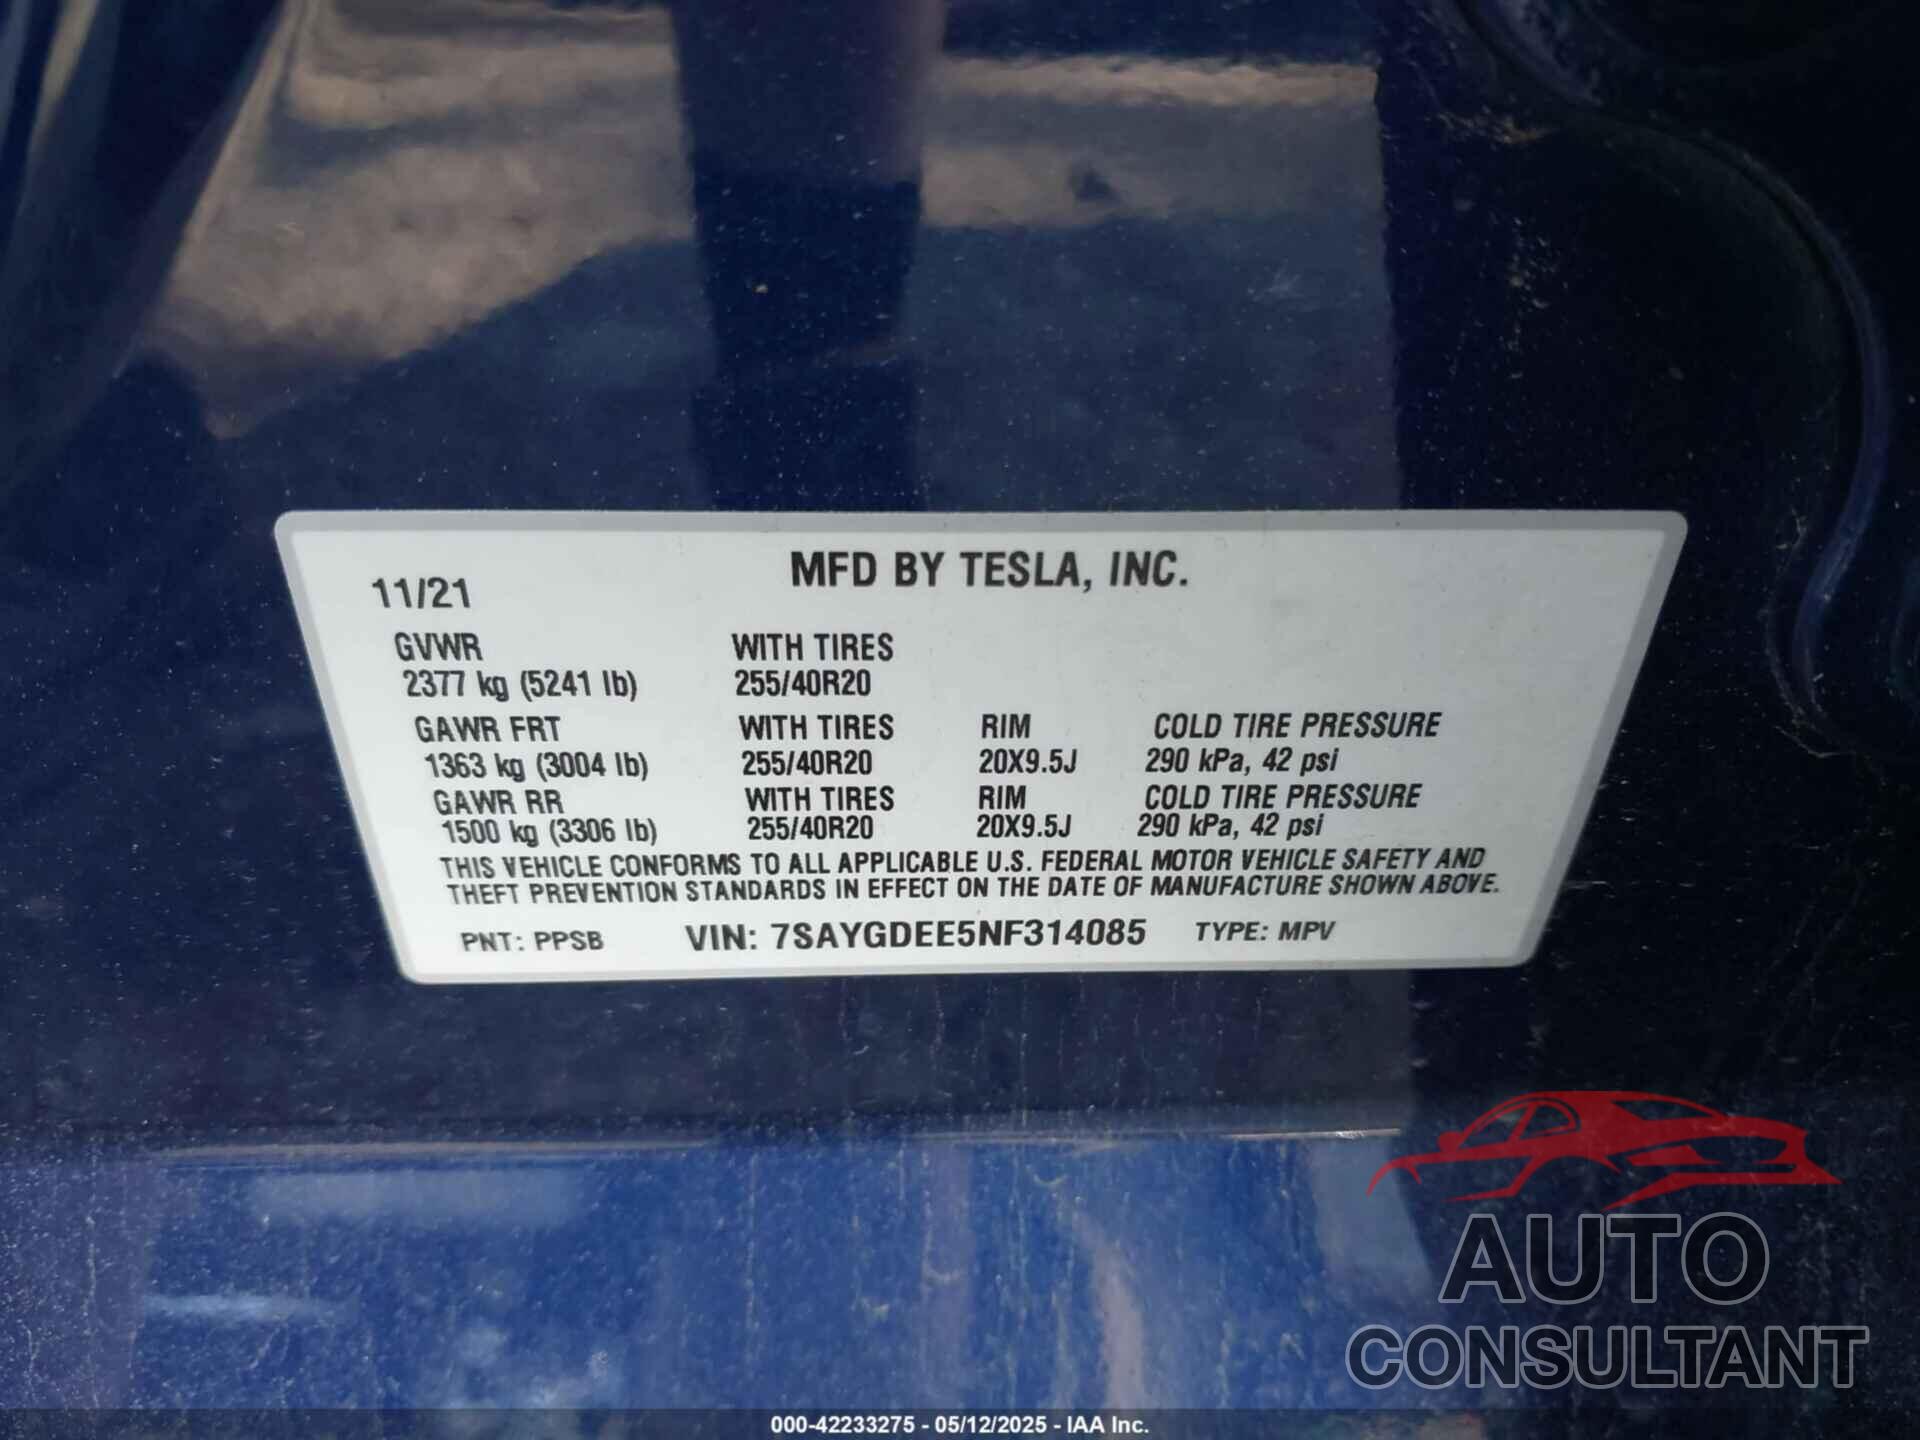 MFD BY TESLA, INC.
11/21
GVWR WITH TIRES
2377 kg (5241 lb) 255/40R20
GAWR FRT WITH TIRES RIM COLD TIRE PRESSURE
1363 kg (3004 lb) 255/40R20 20X9.5J 290 kPa, 42 psi
GAWR RR WITH TIRES RIM COLD TIRE PRESSURE
1500 kg (3306 lb) 255/40R20 20X9.5J 290 kPa, 42 psi
THIS VEHICLE CONFORMS TO ALL APPLICABLE U.S. FEDERAL MOTOR VEHICLE SAFETY AND
THEFT PREVENTION STANDARDS IN EFFECT ON THE DATE OF MANUFACTURE SHOWN ABOVE.
PNT: PPSB VIN: 7SAYGDEE5NF314085 TYPE: MPV
AUTO
CONSULTANT
000-42233275 - 05/12/2025 - IAA Inc.